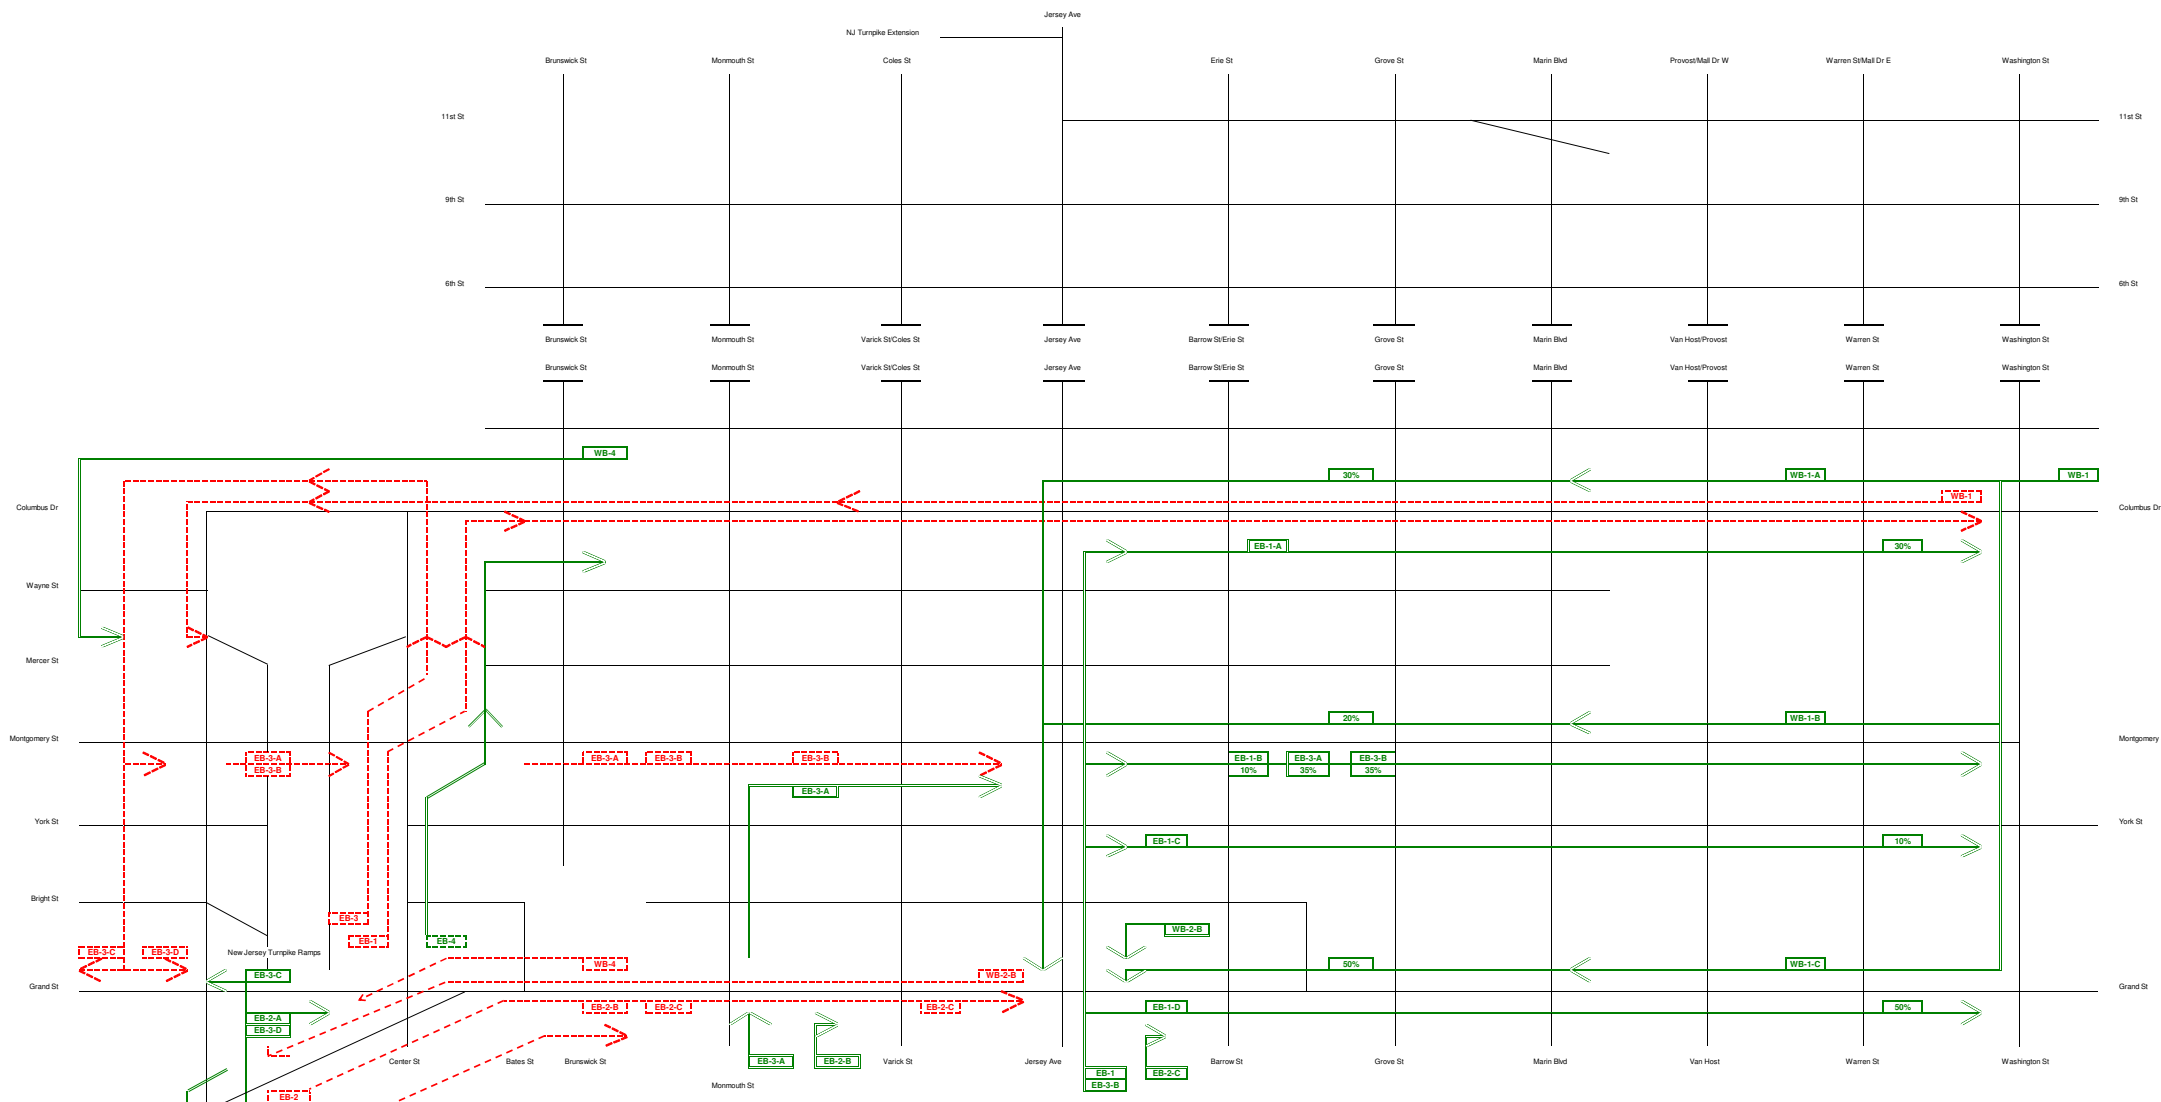 Jersey Ave
NJ Turnpike Extension
Brunswick St Monmouth St Coles St Erie St Grove St Marin Blvd Provost/Mall Dr W Warren St/Mall Dr E Washington St
11st St 11st St
9th St 9th St
6th St 6th St
Brunswick St Monmouth St Varick St/Coles St Jersey Ave Barrow St/Erie St Grove St Marin Blvd Van Host/Provost Warren St Washington St
Brunswick St Monmouth St Varick St/Coles St Jersey Ave Barrow St/Erie St Grove St Marin Blvd Van Host/Provost Warren St Washington St
WB-4
30% WB-1-A WB-1
WB-1
Columbus Dr Columbus Dr
EB-1-A 30%
Wayne St
Mercer St
20% WB-1-B
Montgomery St Montgomery
EB-3-A EB-3-A EB-3-B EB-3-B EB-1-B EB-3-A EB-3-B
EB-3-B 10% 35% 35%
EB-3-A
York St York St
EB-1-C 10%
Bright St
EB-3
WB-2-B
EB-1 EB-4
EB-3-C EB-3-D New Jersey Turnpike Ramps
WB-4 50% WB-1-C
EB-3-C WB-2-B
Grand St Grand St
EB-2-B EB-2-C EB-2-C EB-1-D 50%
EB-2-A
EB-3-D
Center St Bates St Brunswick St EB-3-A EB-2-B Varick St Jersey Ave Barrow St Grove St Marin Blvd Van Host Warren St Washington St
EB-1 EB-2-C
Monmouth St EB-3-B
EB-2